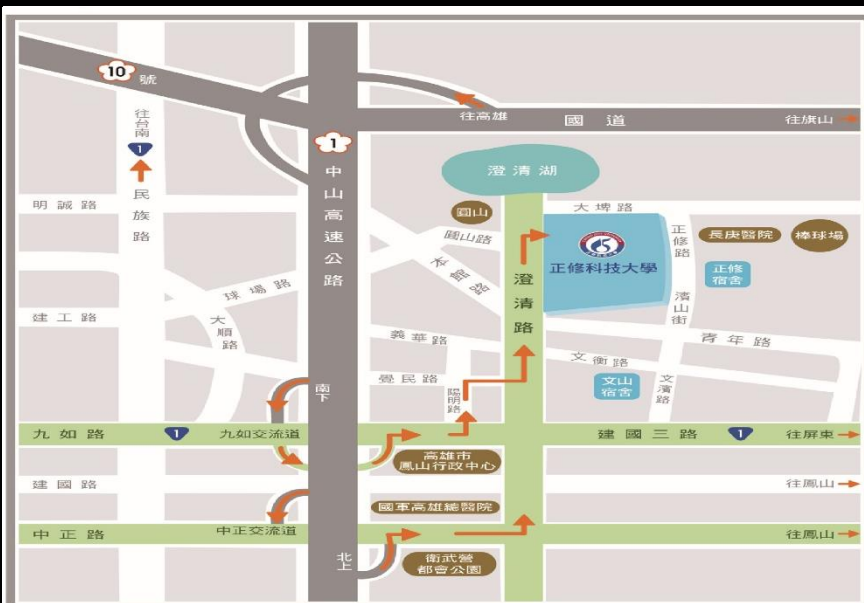 10
號
往台南
1
民族路
1
中山高速公路
往高雄
國道
往旗山
澄清湖
明誠路
圓山
圓山路
大埤路
正修路
長庚醫院
棒球場
正修科技大學
正修
宿舍
本館路
澄清路
濱山街
球場路
大順路
建工路
義華路
青年路
覺民路
陽明路
文衡路
文山
宿舍
文濱路
南下
九如路
1
九如交流道
建國三路
1
往屏東
高雄市
鳳山行政中心
建國路
往鳳山
國軍高雄總醫院
中正路
中正交流道
往鳳山
北上
衛武營
都會公園